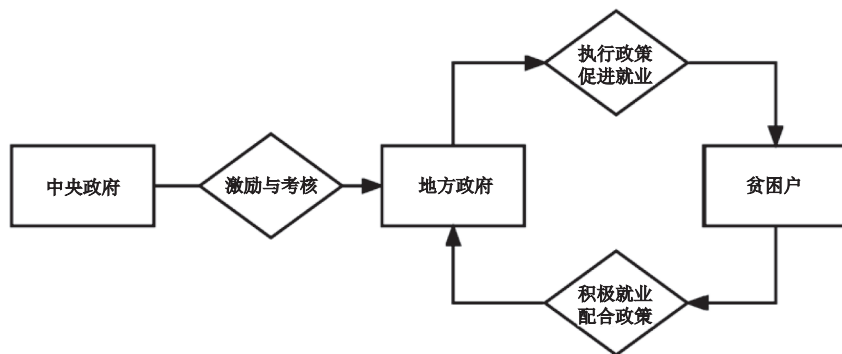 执行政策
促进就业
中央政府
激励与考核
地方政府
贫困户
积极就业
配合政策